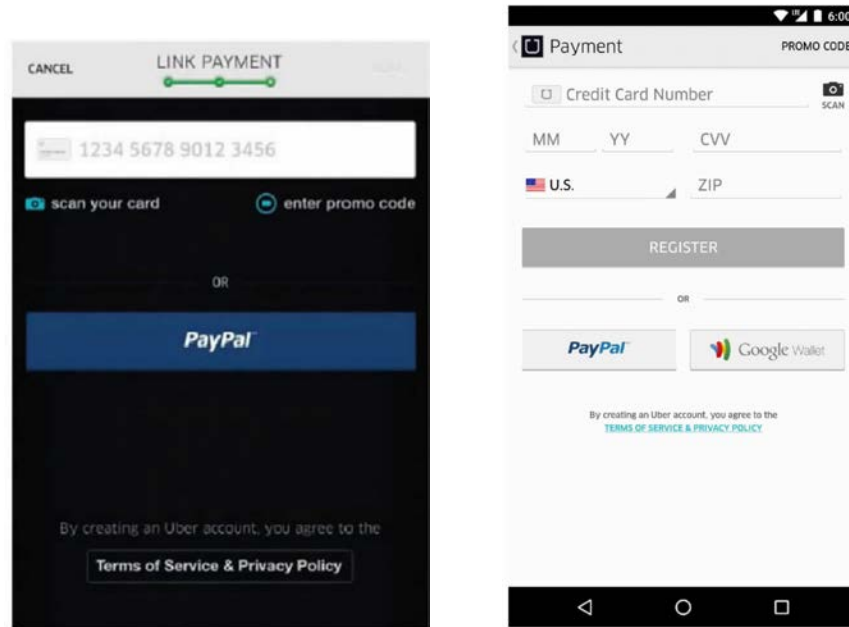 CANCEL
LINK PAYMENT
1234 5678 9012 3456
scan your card
enter promo code
OR
PayPal
By creating an Uber account, you agree to the
Terms of Service & Privacy Policy
6:00
Payment
PROMO CODE
Credit Card Number
SCAN
MM YY CVV
U.S. ZIP
REGISTER
OR
PayPal
Google Wallet
By creating an Uber account, you agree to the
TERMS OF SERVICE & PRIVACY POLICY